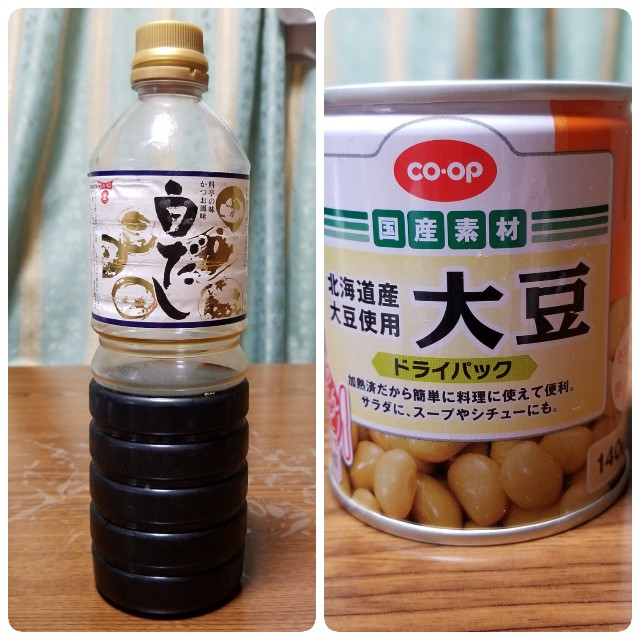 料亭の味
かつお風味
白だし
CO·OP
国産素材
北海道産
大豆使用
大豆
ドライパック
加熱済だから簡単に料理に使えて便利。
サラダに、スープやシチューにも。
140